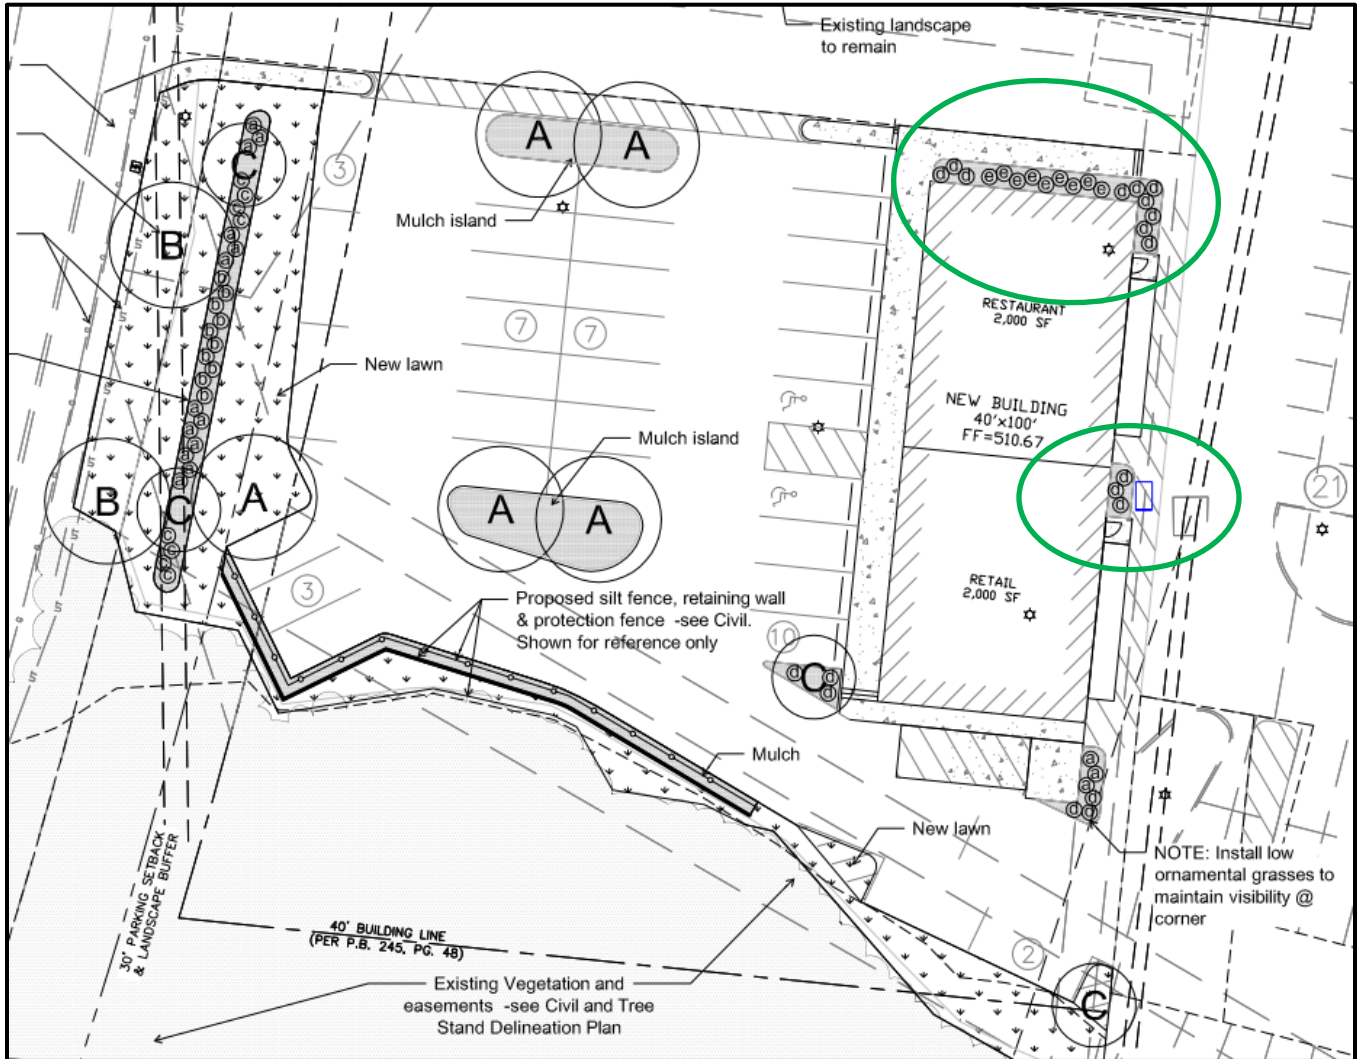 Existing landscape
to remain
A
A
C
3
Mulch island
B
d d d e e e e e e e e e d d d
d
d
d
d
RESTAURANT
2,000 SF
7
7
New lawn
NEW BUILDING
40'x100'
FF=510.67
Mulch island
B
C
A
A
A
d
d
d
21
RETAIL
2,000 SF
3
Proposed silt fence, retaining wall
& protection fence -see Civil.
Shown for reference only
10
C
d
d
d
Mulch
a
a
a
d
d
d
New lawn
NOTE: Install low
ornamental grasses to
maintain visibility @
corner
30' PARKING SETBACK
& LANDSCAPE BUFFER
40' BUILDING LINE
(PER P.B. 245, PG. 48)
2
C
Existing Vegetation and
easements -see Civil and Tree
Stand Delineation Plan